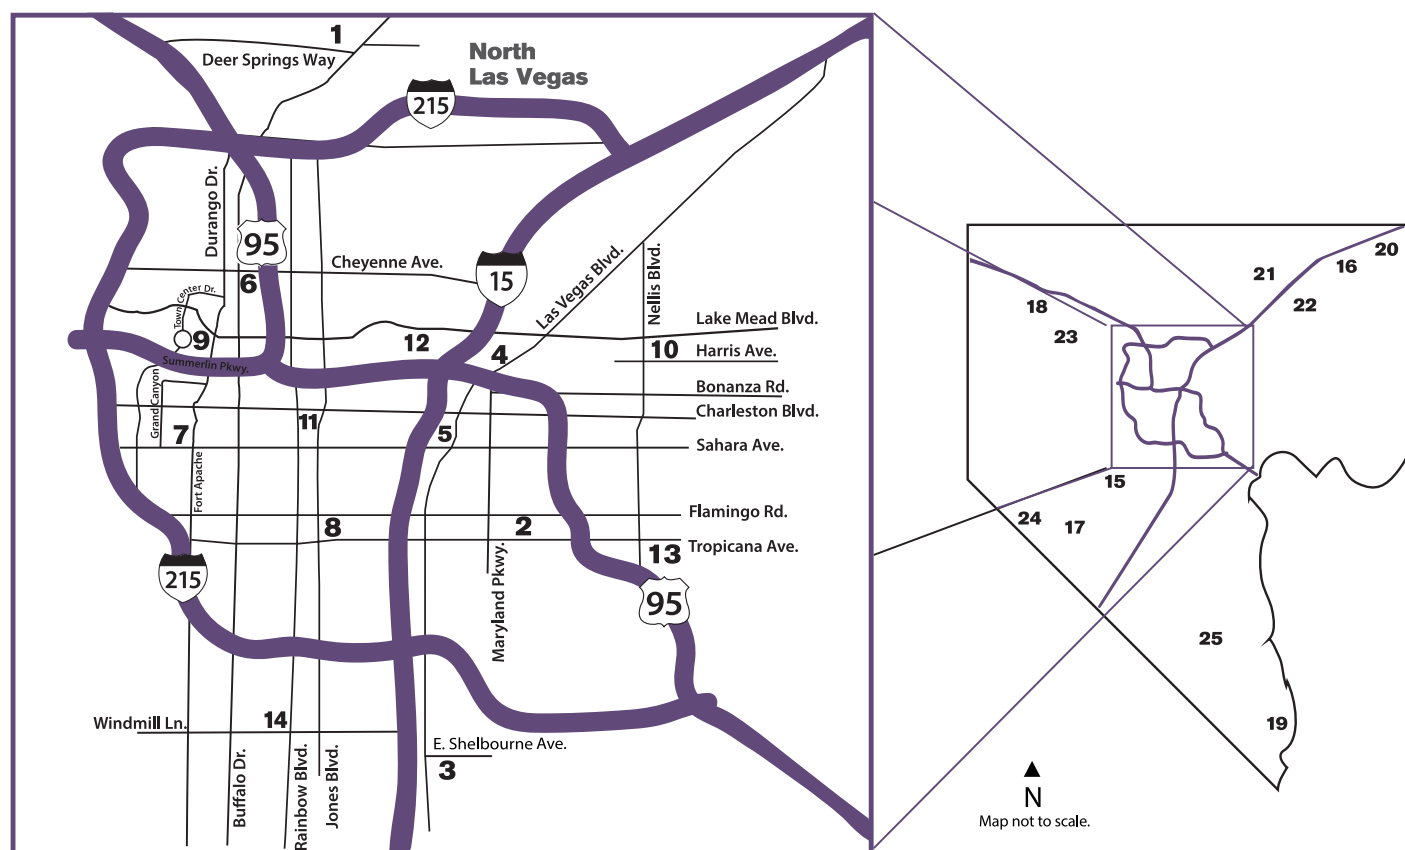 1
Deer Springs Way
North
Las Vegas
215
Durango Dr.
95
Cheyenne Ave.
6
15
Las Vegas Blvd.
Nellis Blvd.
Town Center Dr.
9
Summerlin Pkwy.
12
4
Lake Mead Blvd.
10
Harris Ave.
Bonanza Rd.
Grand Canyon
11
Charleston Blvd.
7
5
Sahara Ave.
Fort Apache
8
2
Flamingo Rd.
Tropicana Ave.
13
215
95
Maryland Pkwy.
Windmill Ln.
14
E. Shelbourne Ave.
3
Buffalo Dr.
Rainbow Blvd.
Jones Blvd.
20
21
16
18
22
23
15
24
17
25
19
N
Map not to scale.